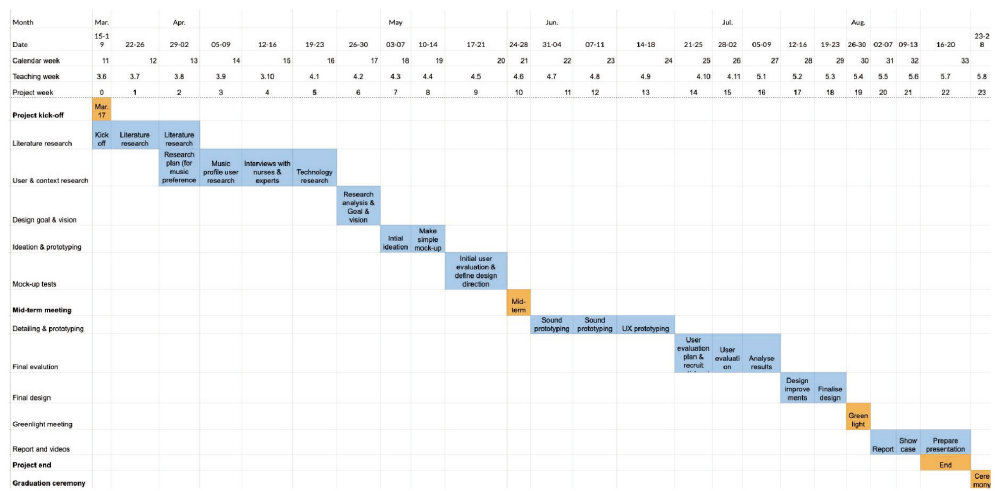 Month Mar. Apr. May Jun. Jul. Aug.
Date 15-19 22-26 29-02 05-09 12-16 19-23 26-30 03-07 10-14 17-21 24-28 31-04 07-11 14-18 21-25 28-02 05-09 12-16 19-23 26-30 02-07 09-13 16-20 23-28
Calendar week 11 12 13 14 15 16 17 18 19 20 21 22 23 24 25 26 27 28 29 30 31 32 33
Teaching week 3.6 3.7 3.8 3.9 3.10 4.1 4.2 4.3 4.4 4.5 4.6 4.7 4.8 4.9 4.10 4.11 5.1 5.2 5.3 5.4 5.5 5.6 5.7 5.8
Project week 0 1 2 3 4 5 6 7 8 9 10 11 12 13 14 15 16 17 18 19 20 21 22 23
Project kick-off Mar. 17
Literature research Kick off Literature research Literature research
User & context research Research plan (for music preference Music profile user research Interviews with nurses & experts Technology research
Design goal & vision Research analysis & Goal & vision
Ideation & prototyping Intial ideation Make simple mock-up
Mock-up tests Initial user evaluation & define design direction
Mid-term meeting Mid-term
Detailing & prototyping Sound prototyping Sound prototyping UX prototyping
Final evalution User evaluation plan & recruit User evaluati on Analyse results
Final design Design improve ments Finalise design
Greenlight meeting Green light
Report and videos Report Show case Prepare presentation
Project end End
Graduation ceremony Cere mony